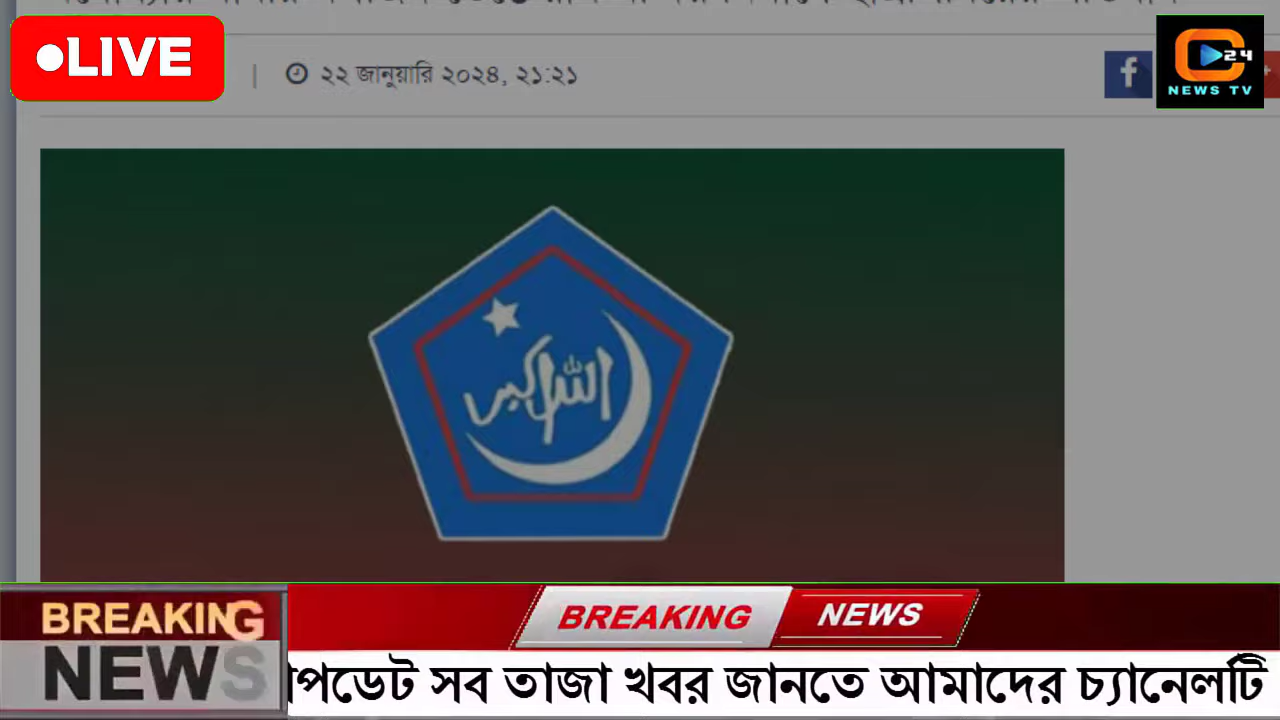 LIVE
| ২২ জানুয়ারি ২০২৪, ২১:২১
f
24
NEWS TV
الله اكبر
BREAKING NEWS
BREAKING
NEWS
সব তাজা খবর জানতে আমাদের চ্যানেলটি